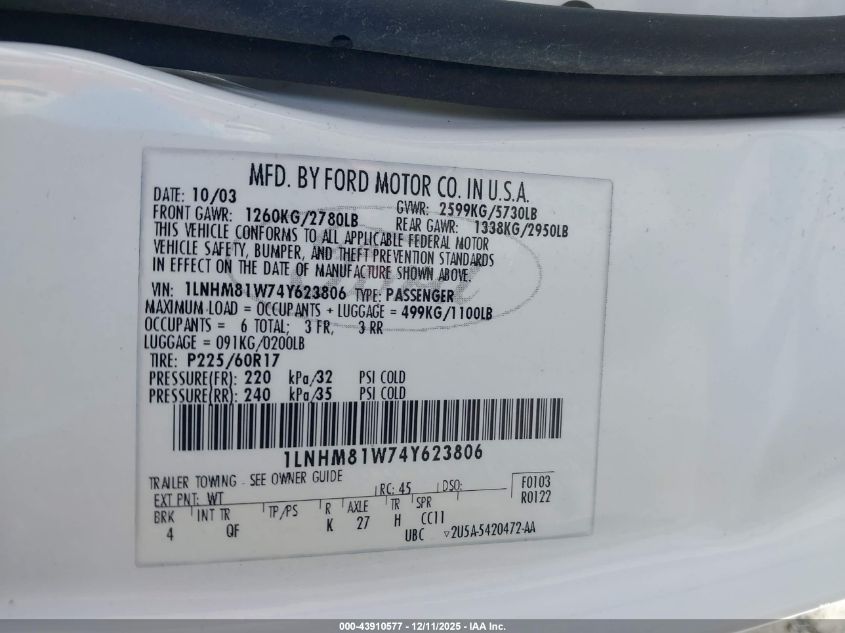 MFD. BY FORD MOTOR CO. IN U.S.A.
DATE: 10/03 GVWR: 2599KG/5730LB
FRONT GAWR: 1260KG/2780LB REAR GAWR: 1338KG/2950LB
THIS VEHICLE CONFORMS TO ALL APPLICABLE FEDERAL MOTOR
VEHICLE SAFETY, BUMPER, AND THEFT PREVENTION STANDARDS
IN EFFECT ON THE DATE OF MANUFACTURE SHOWN ABOVE.
VIN: 1LNHM81W74Y623806 TYPE: PASSENGER
MAXIMUM LOAD = OCCUPANTS + LUGGAGE = 499KG/1100LB
OCCUPANTS = 6 TOTAL; 3 FR, 3 RR
LUGGAGE = 091KG/0200LB
TIRE: P225/60R17
PRESSURE(FR): 220 kPa/32 PSI COLD
PRESSURE(RR): 240 kPa/35 PSI COLD
1LNHM81W74Y623806
TRAILER TOWING - SEE OWNER GUIDE
EXT PNT: WT RC: 45 DSO: F0103
R0122
BRK INT TR TP/PS R AXLE TR SPR
4 QF K 27 H CC11
UBC ▽2U5A-5420472-AA
000-43910577 - 12/11/2025 - IAA Inc.